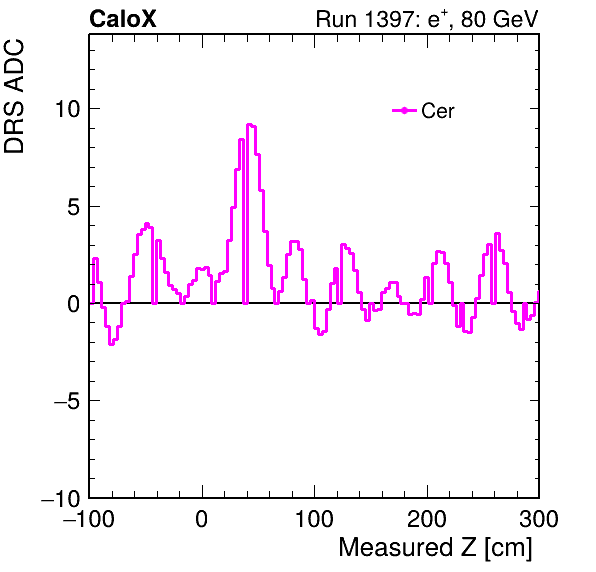 CaloX
Run 1397: e+, 80 GeV
DRS ADC
Cer
10
5
0
−5
−10
−100 0 100 200 300
Measured Z [cm]